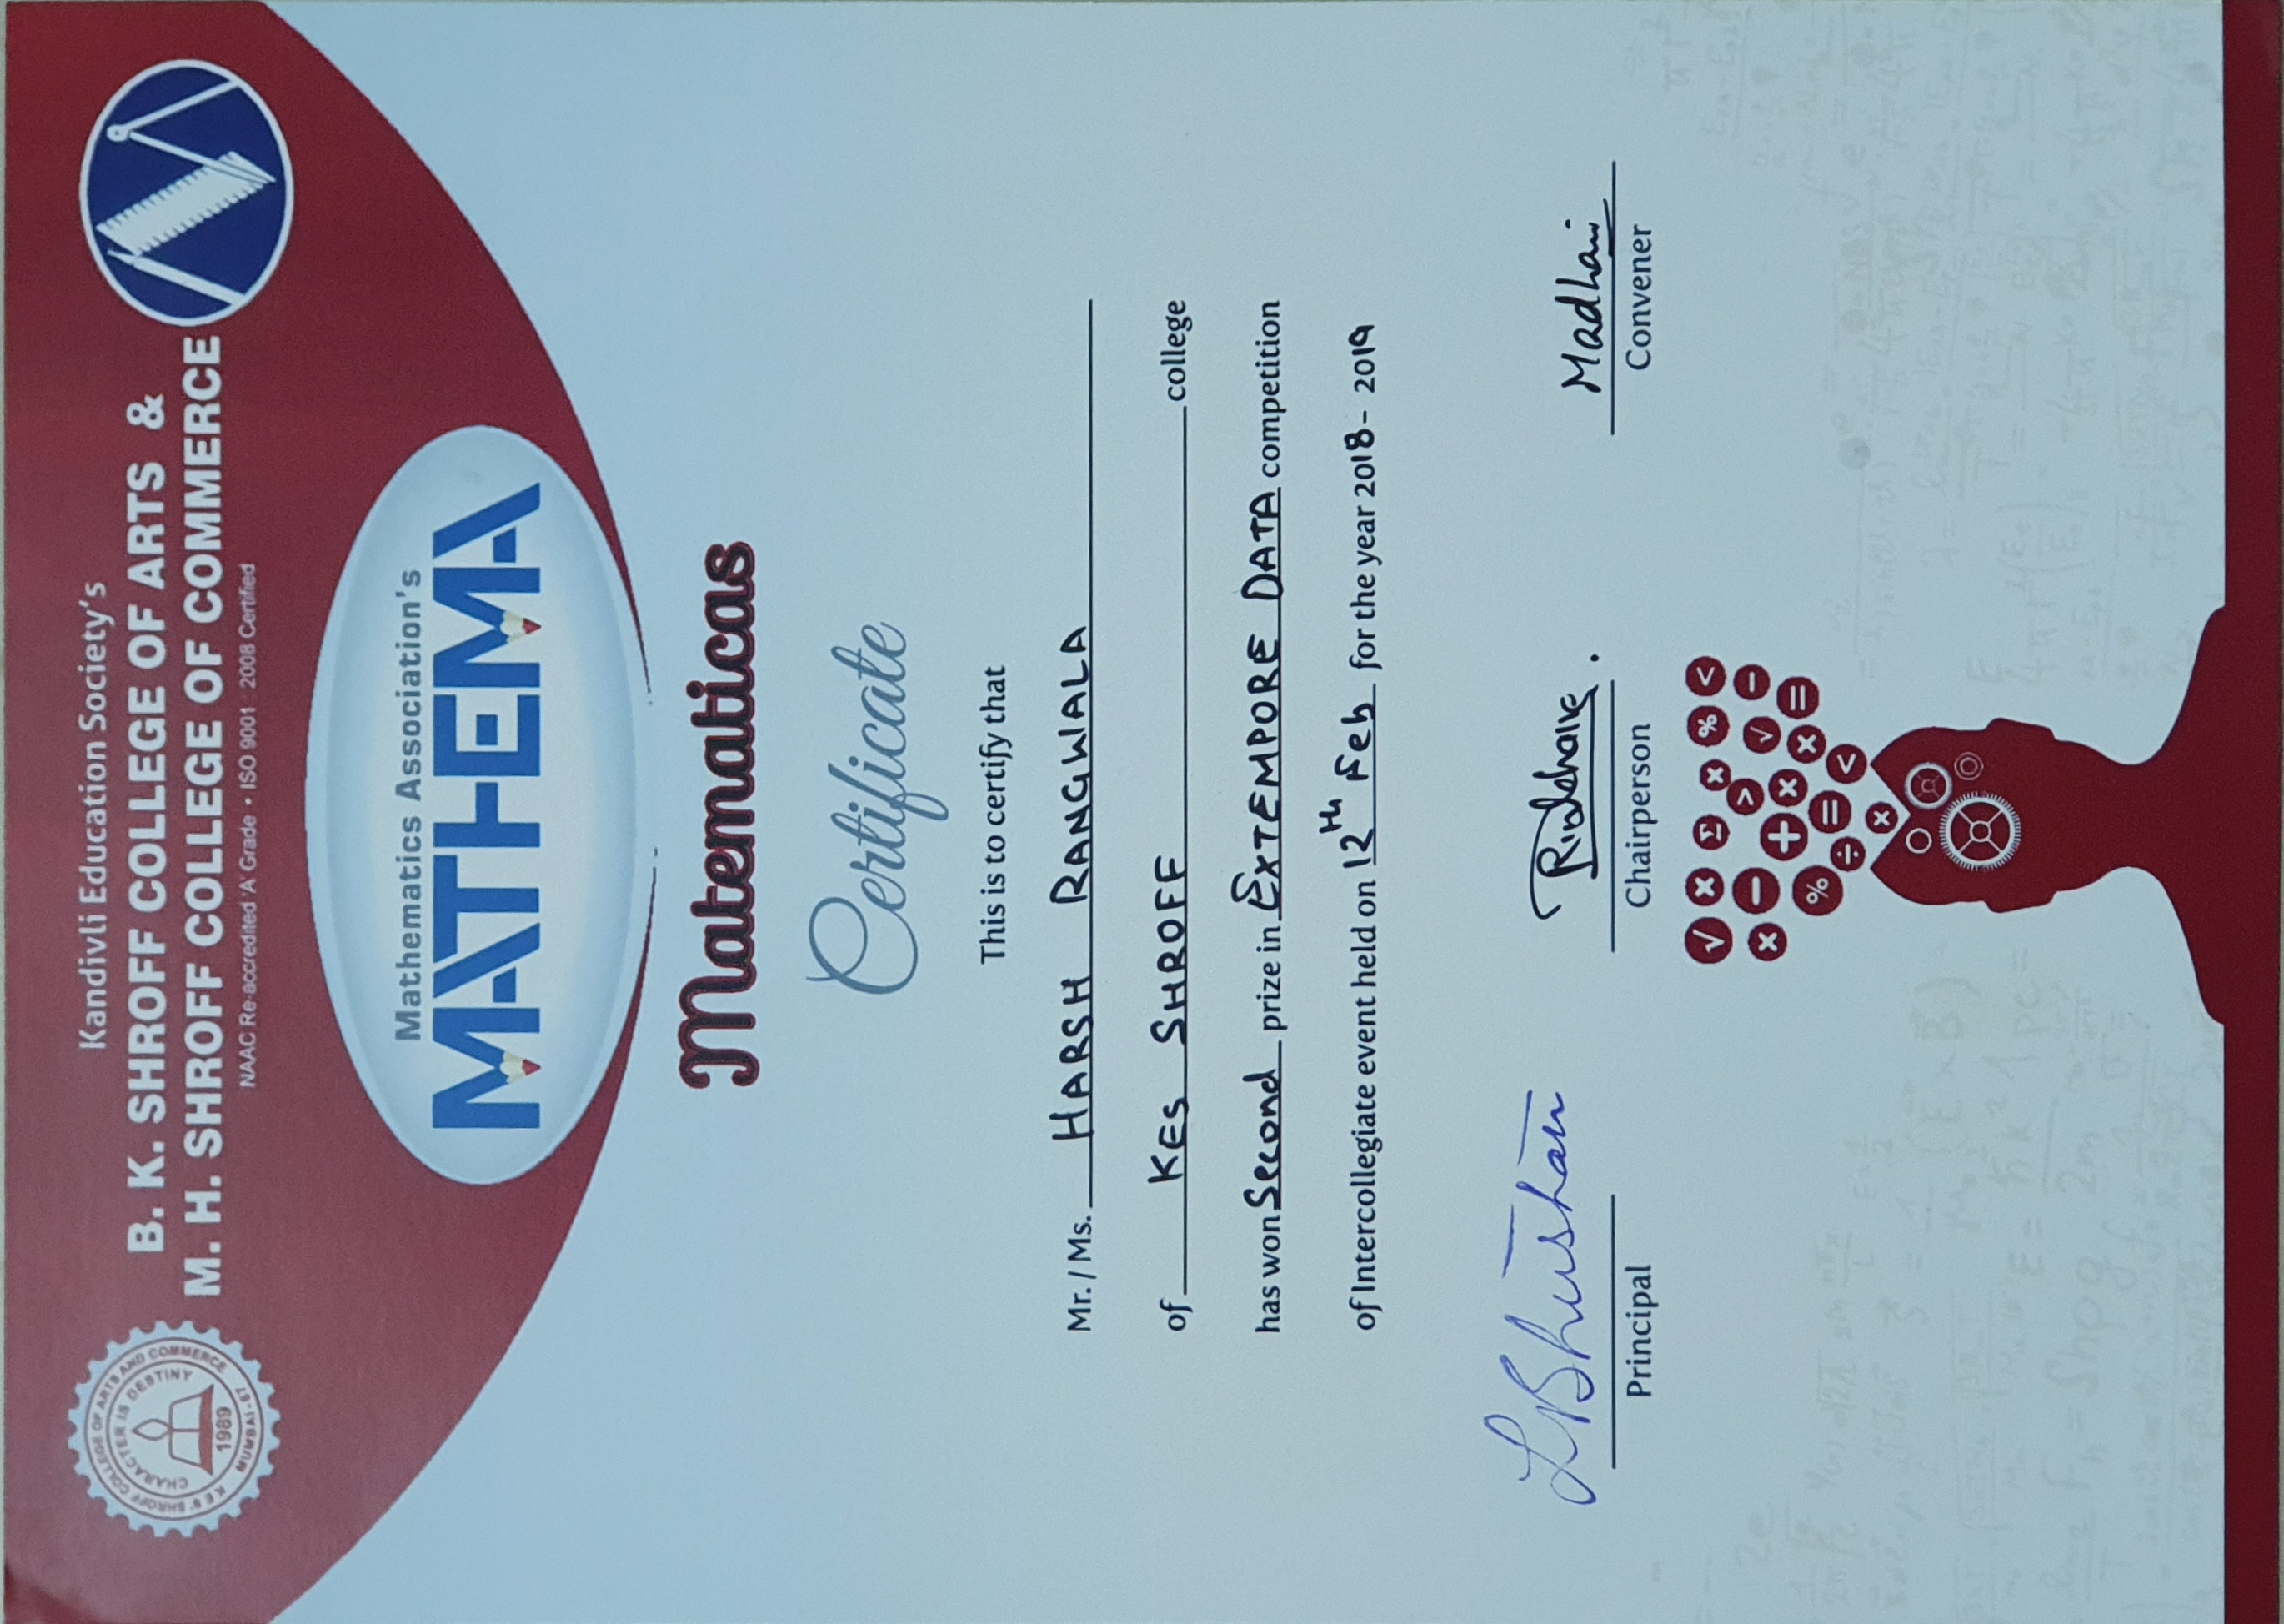 Kandivli Education Society's
B. K. SHROFF COLLEGE OF ARTS &
M. H. SHROFF COLLEGE OF COMMERCE
NAAC Re-accredited 'A' Grade • ISO 9001 : 2008 Certified
K E S' SHROFF COLLEGE OF ARTS AND COMMERCE
CHARACTER IS DESTINY
1989
MUMBAI - 67
Mathematics Association's
MATHEMA
Matematicas
Certificate
This is to certify that
Mr. / Ms. HARSH RANGWALA
of KES SHROFF college
has won Second prize in EXTEMPORE DATA competition
of Intercollegiate event held on 12TH Feb for the year 2018 - 2019
LBhushan Madhani
Principal Chairperson Convener